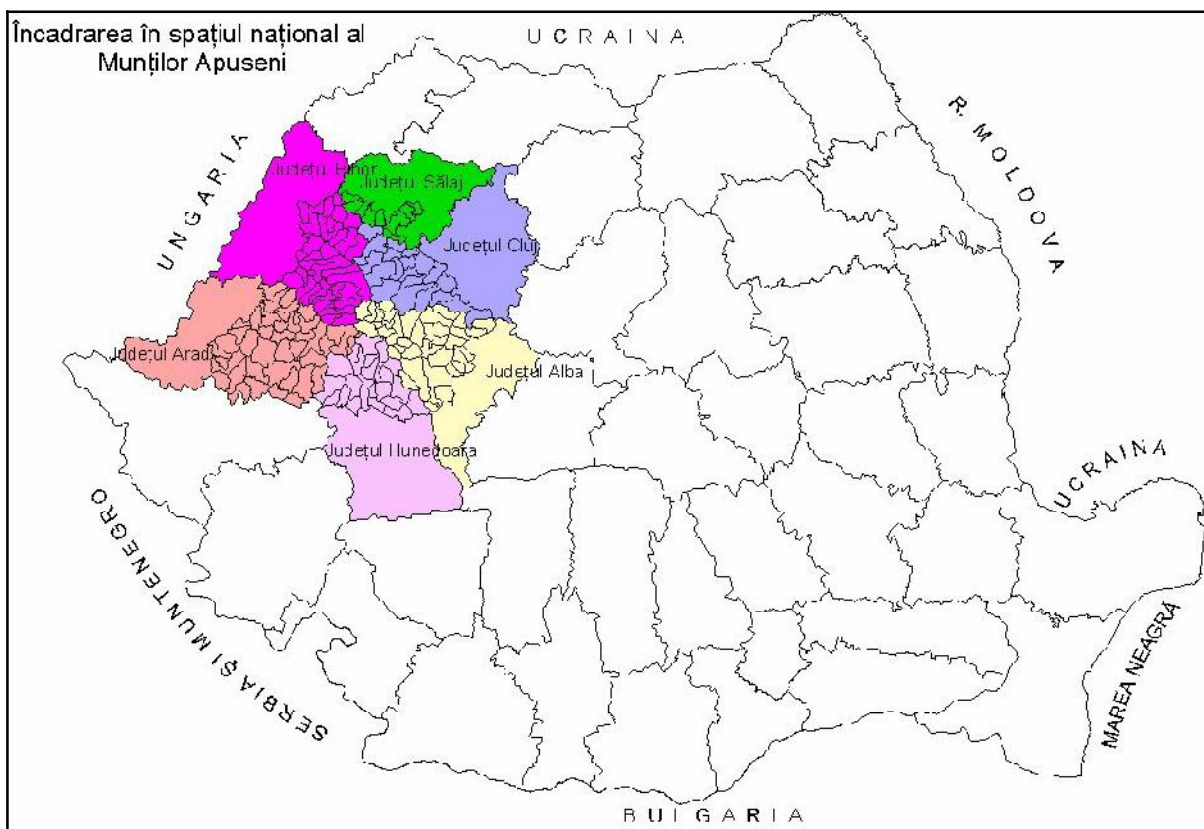 Încadrarea în spațiul național al
Munților Apuseni
UCRAINA
R. MOLDOVA
UNGARIA
Județul Bihor
Județul Sălaj
Județul Cluj
Județul Arad
Județul Alba
Județul Hunedoara
UCRAINA
SERBIA ȘI MUNTENEGRO
MAREA NEAGRĂ
BULGARIA